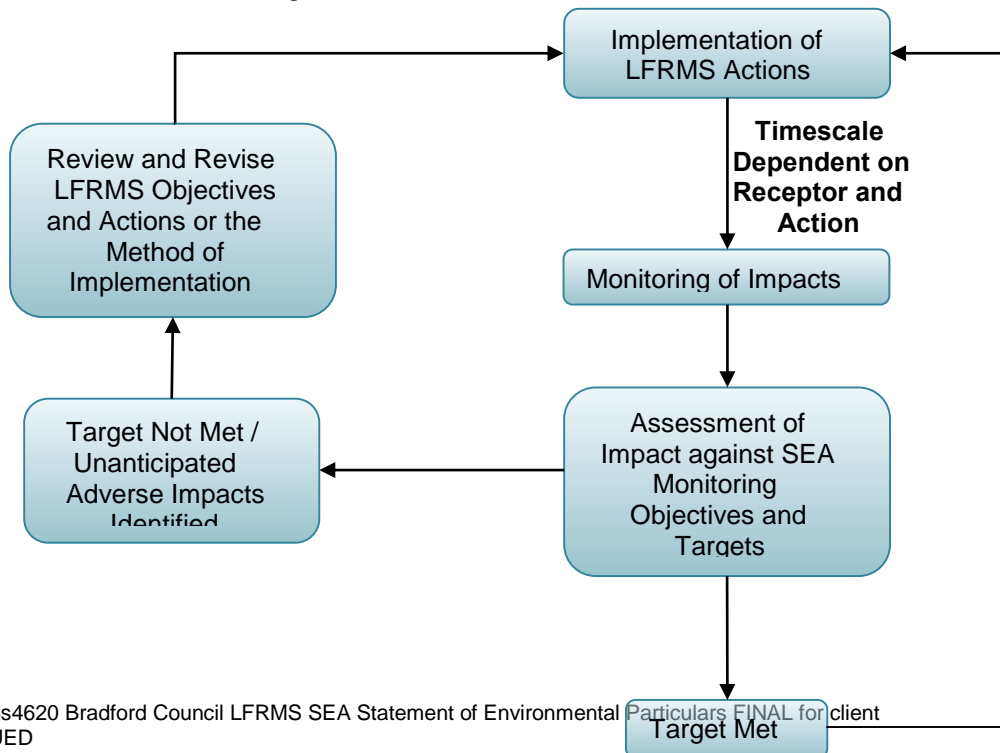 Implementation of
LFRMS Actions
Timescale
Dependent on
Receptor and
Action
Review and Revise
LFRMS Objectives
and Actions or the
Method of
Implementation
Monitoring of Impacts
Target Not Met /
Unanticipated
Adverse Impacts
Identified
Assessment of
Impact against SEA
Monitoring
Objectives and
Targets
s4620 Bradford Council LFRMS SEA Statement of Environmental Particulars FINAL for client
Target Met